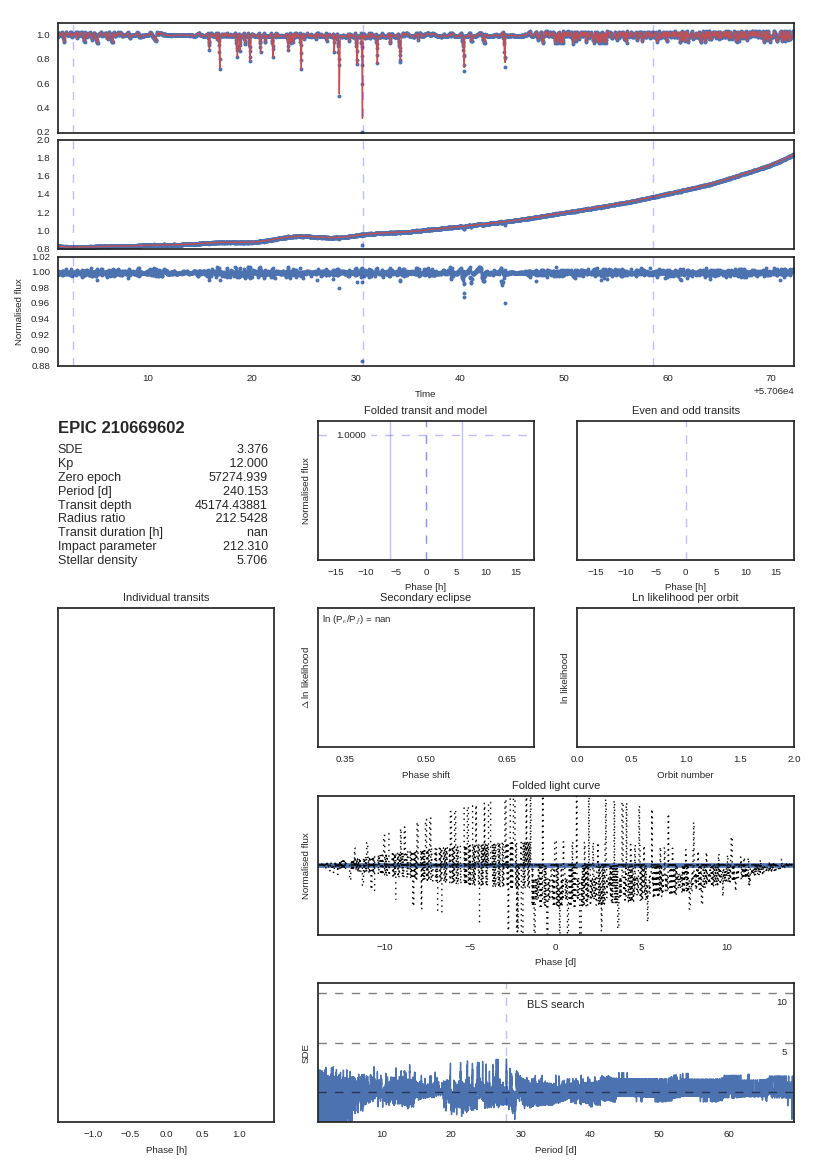 1.0
0.8
0.6
0.4
0.2
2.0
1.8
1.6
1.4
1.2
1.0
0.8
1.02
1.00
0.98
0.96
0.94
0.92
0.90
0.88
Normalised flux
10 20 30 40 50 60 70
Time
+5.706e4
EPIC 210669602
SDE 3.376
Kp 12.000
Zero epoch 57274.939
Period [d] 240.153
Transit depth 45174.43881
Radius ratio 212.5428
Transit duration [h] nan
Impact parameter 212.310
Stellar density 5.706
Folded transit and model
1.0000
Normalised flux
−15 −10 −5 0 5 10 15
Phase [h]
Even and odd transits
−15 −10 −5 0 5 10 15
Phase [h]
Individual transits
−1.0 −0.5 0.0 0.5 1.0
Phase [h]
Secondary eclipse
ln (Pₑ/P𝑓) = nan
Δ ln likelihood
0.35 0.50 0.65
Phase shift
Ln likelihood per orbit
ln likelihood
0.0 0.5 1.0 1.5 2.0
Orbit number
Folded light curve
Normalised flux
−10 −5 0 5 10
Phase [d]
BLS search
10
5
SDE
10 20 30 40 50 60
Period [d]